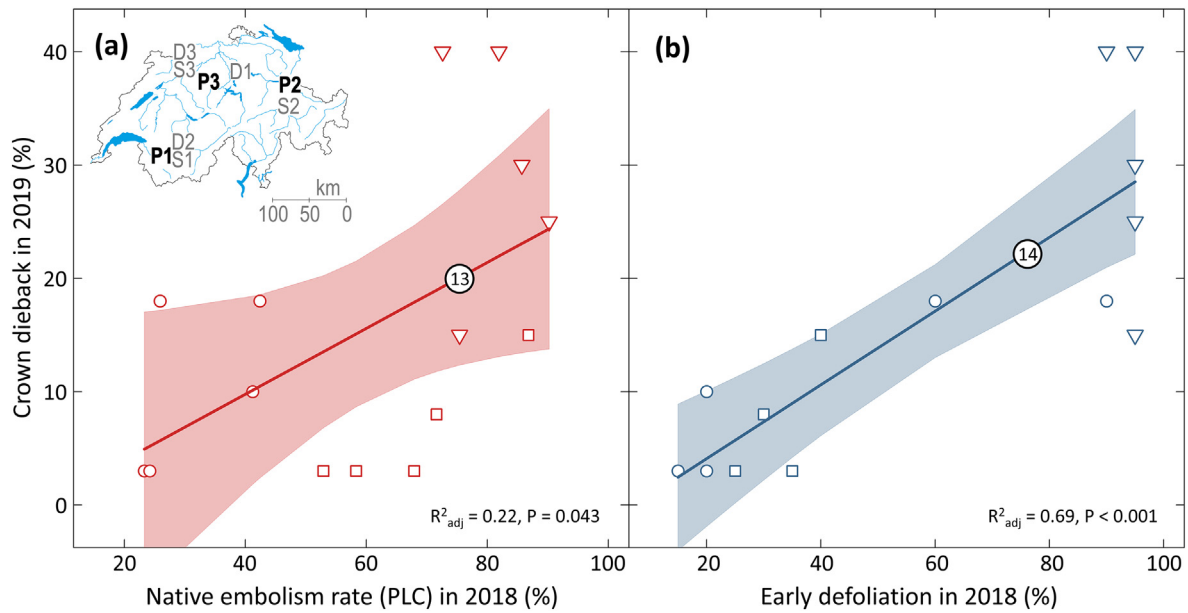 (a)
D3
S3
P3
D1
P2
S2
D2
P1
S1
km
100 50 0
13
R²adj = 0.22, P = 0.043
40
30
20
10
0
Crown dieback in 2019 (%)
20 40 60 80 100
Native embolism rate (PLC) in 2018 (%)
(b)
14
R²adj = 0.69, P < 0.001
20 40 60 80 100
Early defoliation in 2018 (%)